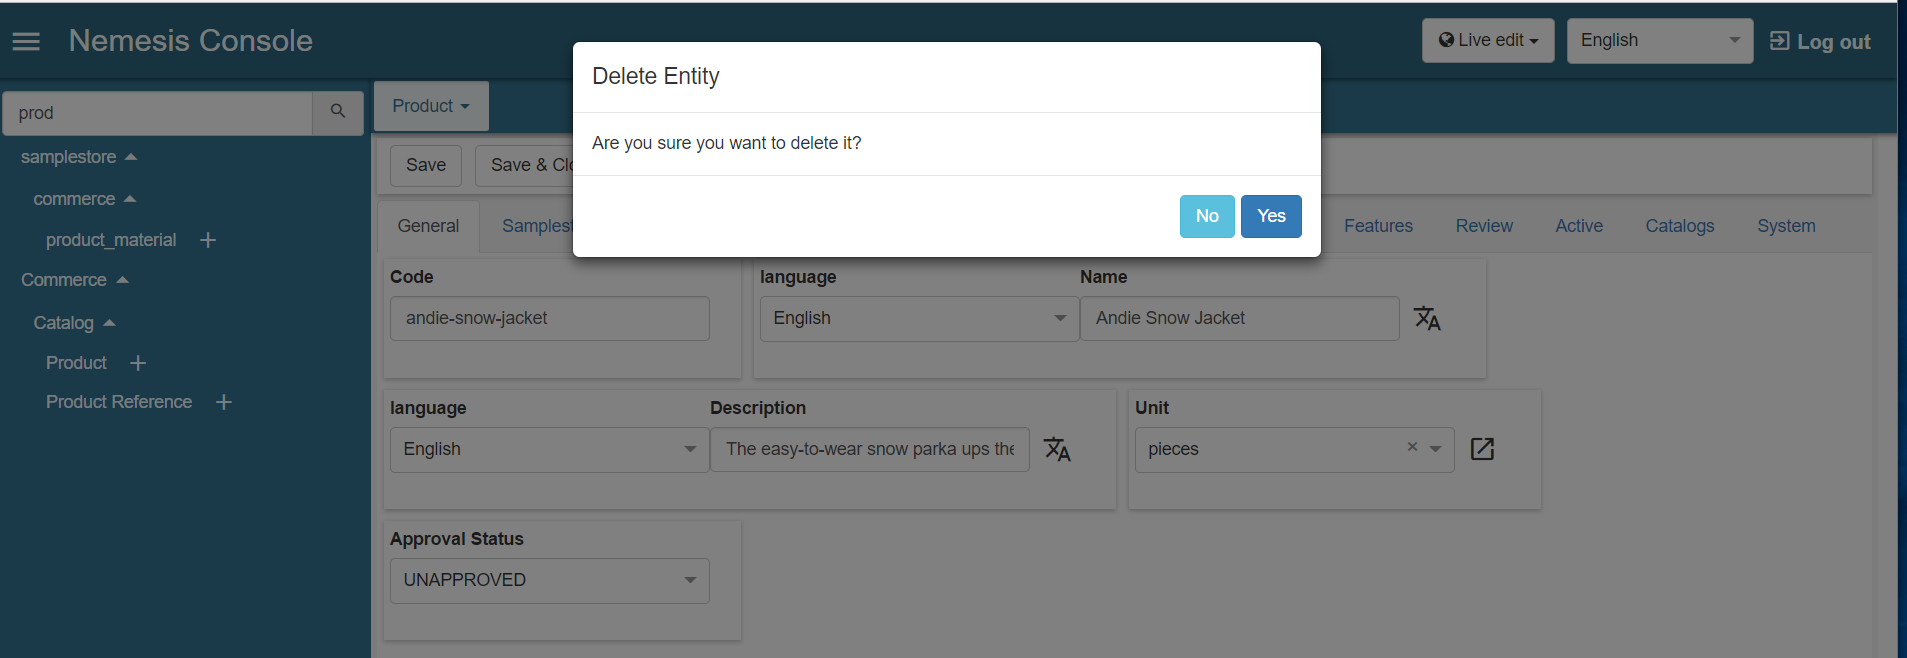 Nemesis Console
Live edit
English
Log out
Delete Entity
Are you sure you want to delete it?
No
Yes
prod
samplestore
commerce
product_material
Commerce
Catalog
Product
Product Reference
Product
Save
Save & Clo
General
Samplest
Features
Review
Active
Catalogs
System
Code
andie-snow-jacket
language
English
Name
Andie Snow Jacket
language
English
Description
The easy-to-wear snow parka ups the
Unit
pieces
Approval Status
UNAPPROVED